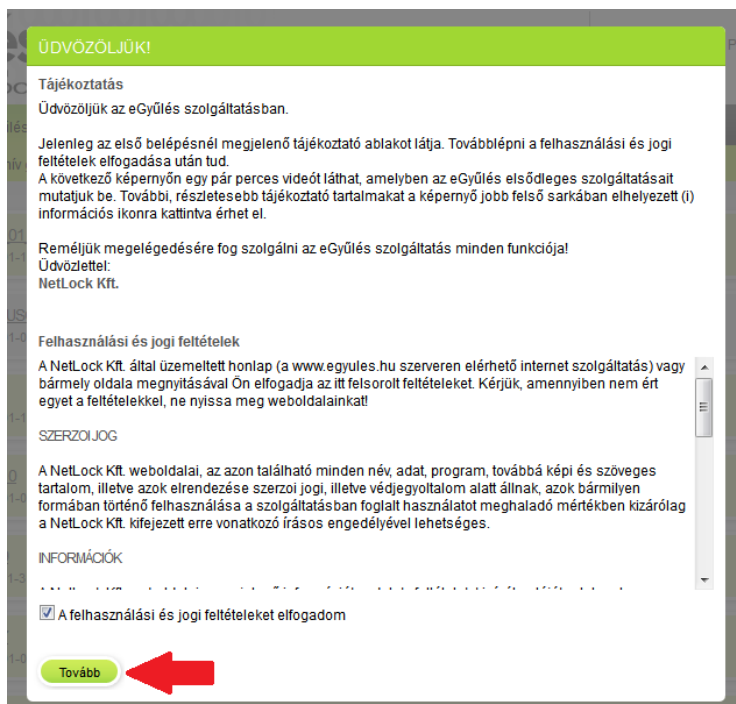 ÜDVÖZÖLJÜK!
Tájékoztatás
Üdvözöljük az eGyűlés szolgáltatásban.
Jelenleg az első belépésnél megjelenő tájékoztató ablakot látja. Továbblépni a felhasználási és jogi
feltételek elfogadása után tud.
A következő képernyőn egy pár perces videót láthat, amelyben az eGyűlés elsődleges szolgáltatásait
mutatjuk be. További, részletesebb tájékoztató tartalmakat a képernyő jobb felső sarkában elhelyezett (i)
információs ikonra kattintva érhet el.
Reméljük megelégedésére fog szolgálni az eGyűlés szolgáltatás minden funkciója!
Üdvözlettel:
NetLock Kft.
Felhasználási és jogi feltételek
A NetLock Kft. által üzemeltett honlap (a www.egyules.hu szerveren elérhető internet szolgáltatás) vagy
bármely oldala megnyitásával Ön elfogadja az itt felsorolt feltételeket. Kérjük, amennyiben nem ért
egyet a feltételekkel, ne nyissa meg weboldalainkat!
SZERZOI JOG
A NetLock Kft. weboldalai, az azon található minden név, adat, program, továbbá képi és szöveges
tartalom, illetve azok elrendezése szerzoi jogi, illetve védjegyoltalom alatt állnak, azok bármilyen
formában történő felhasználása a szolgáltatásban foglalt használatot meghaladó mértékben kizárólag
a NetLock Kft. kifejezett erre vonatkozó írásos engedélyével lehetséges.
INFORMÁCIÓK
A felhasználási és jogi feltételeket elfogadom
Tovább